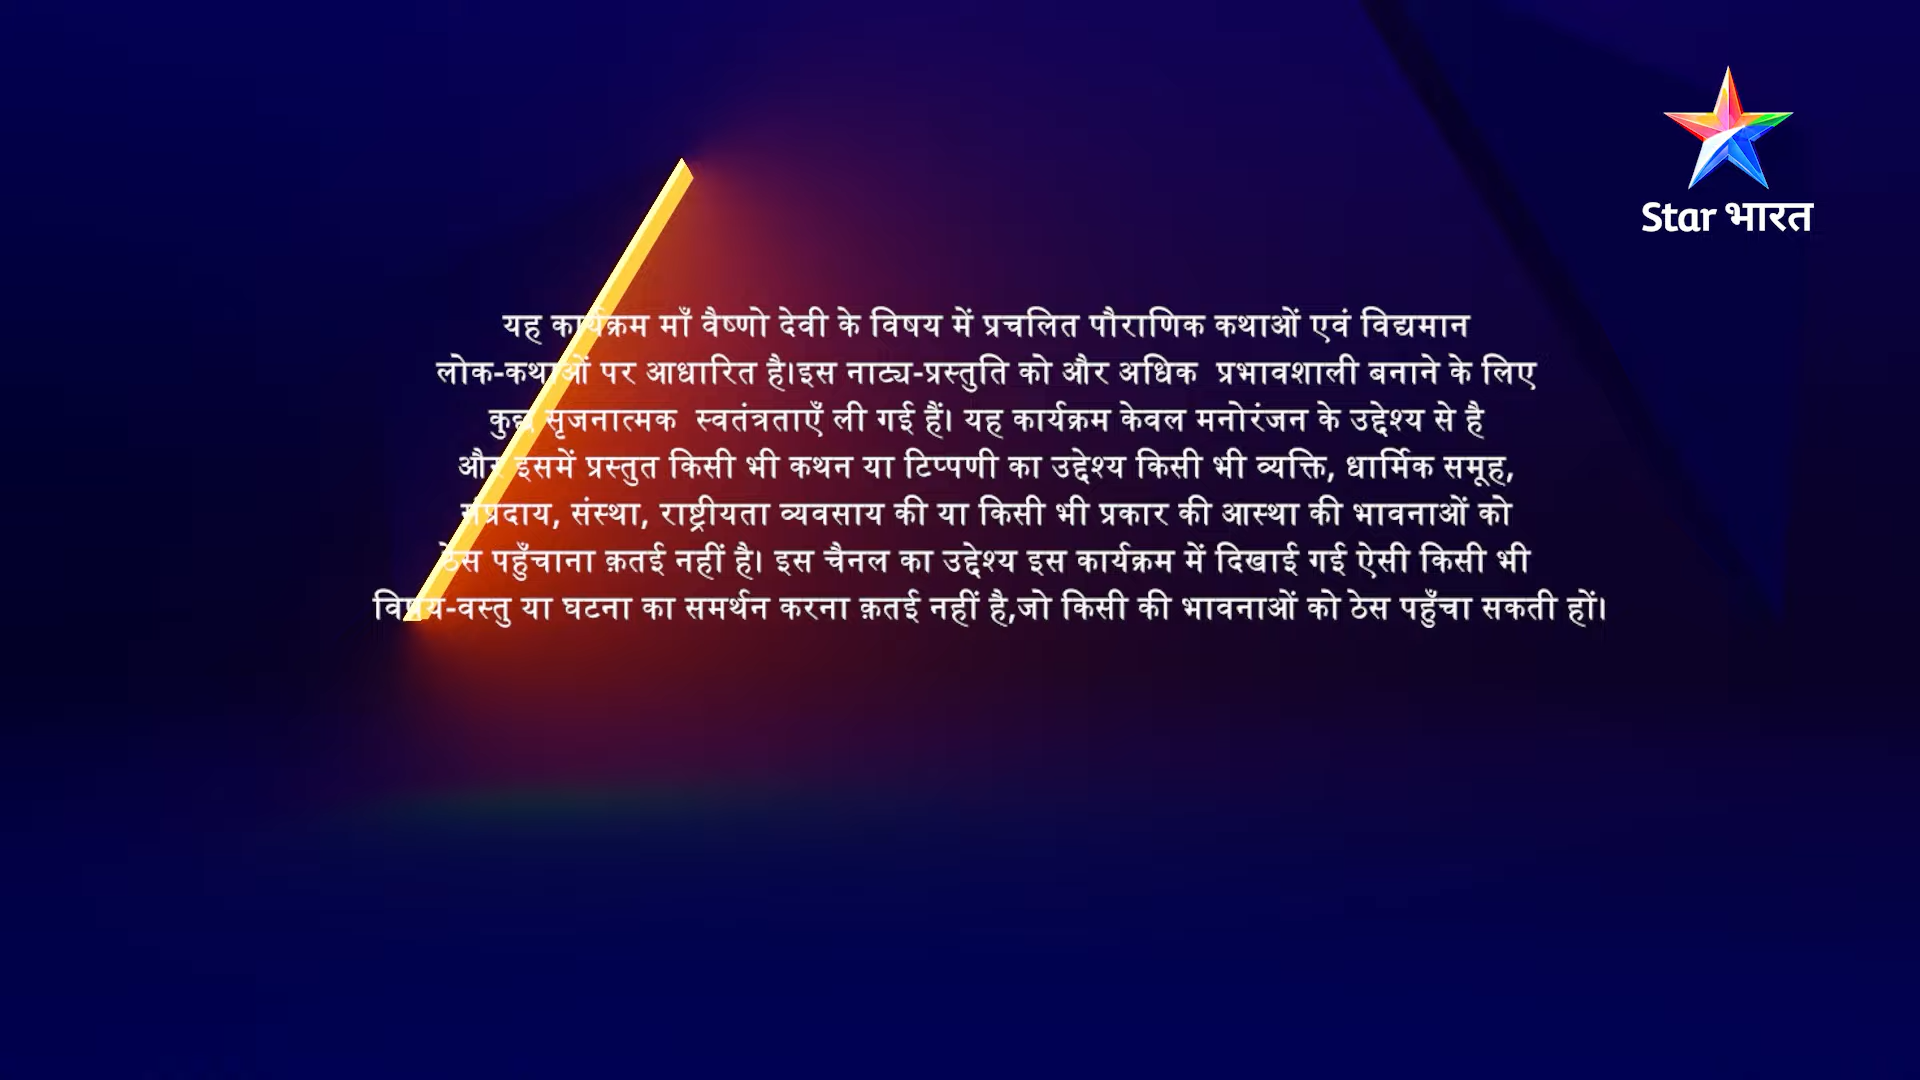 Star भारत
यह कार्यक्रम माँ वैष्णो देवी के विषय में प्रचलित पौराणिक कथाओं एवं विद्यमान
लोक-कथाओं पर आधारित है।इस नाट्य-प्रस्तुति को और अधिक प्रभावशाली बनाने के लिए
कुछ सृजनात्मक स्वतंत्रताएँ ली गई हैं। यह कार्यक्रम केवल मनोरंजन के उद्देश्य से है
और इसमें प्रस्तुत किसी भी कथन या टिप्पणी का उद्देश्य किसी भी व्यक्ति, धार्मिक समूह,
संप्रदाय, संस्था, राष्ट्रीयता व्यवसाय की या किसी भी प्रकार की आस्था की भावनाओं को
ठेस पहुँचाना क़तई नहीं है। इस चैनल का उद्देश्य इस कार्यक्रम में दिखाई गई ऐसी किसी भी
विषय-वस्तु या घटना का समर्थन करना क़तई नहीं है,जो किसी की भावनाओं को ठेस पहुँचा सकती हों।